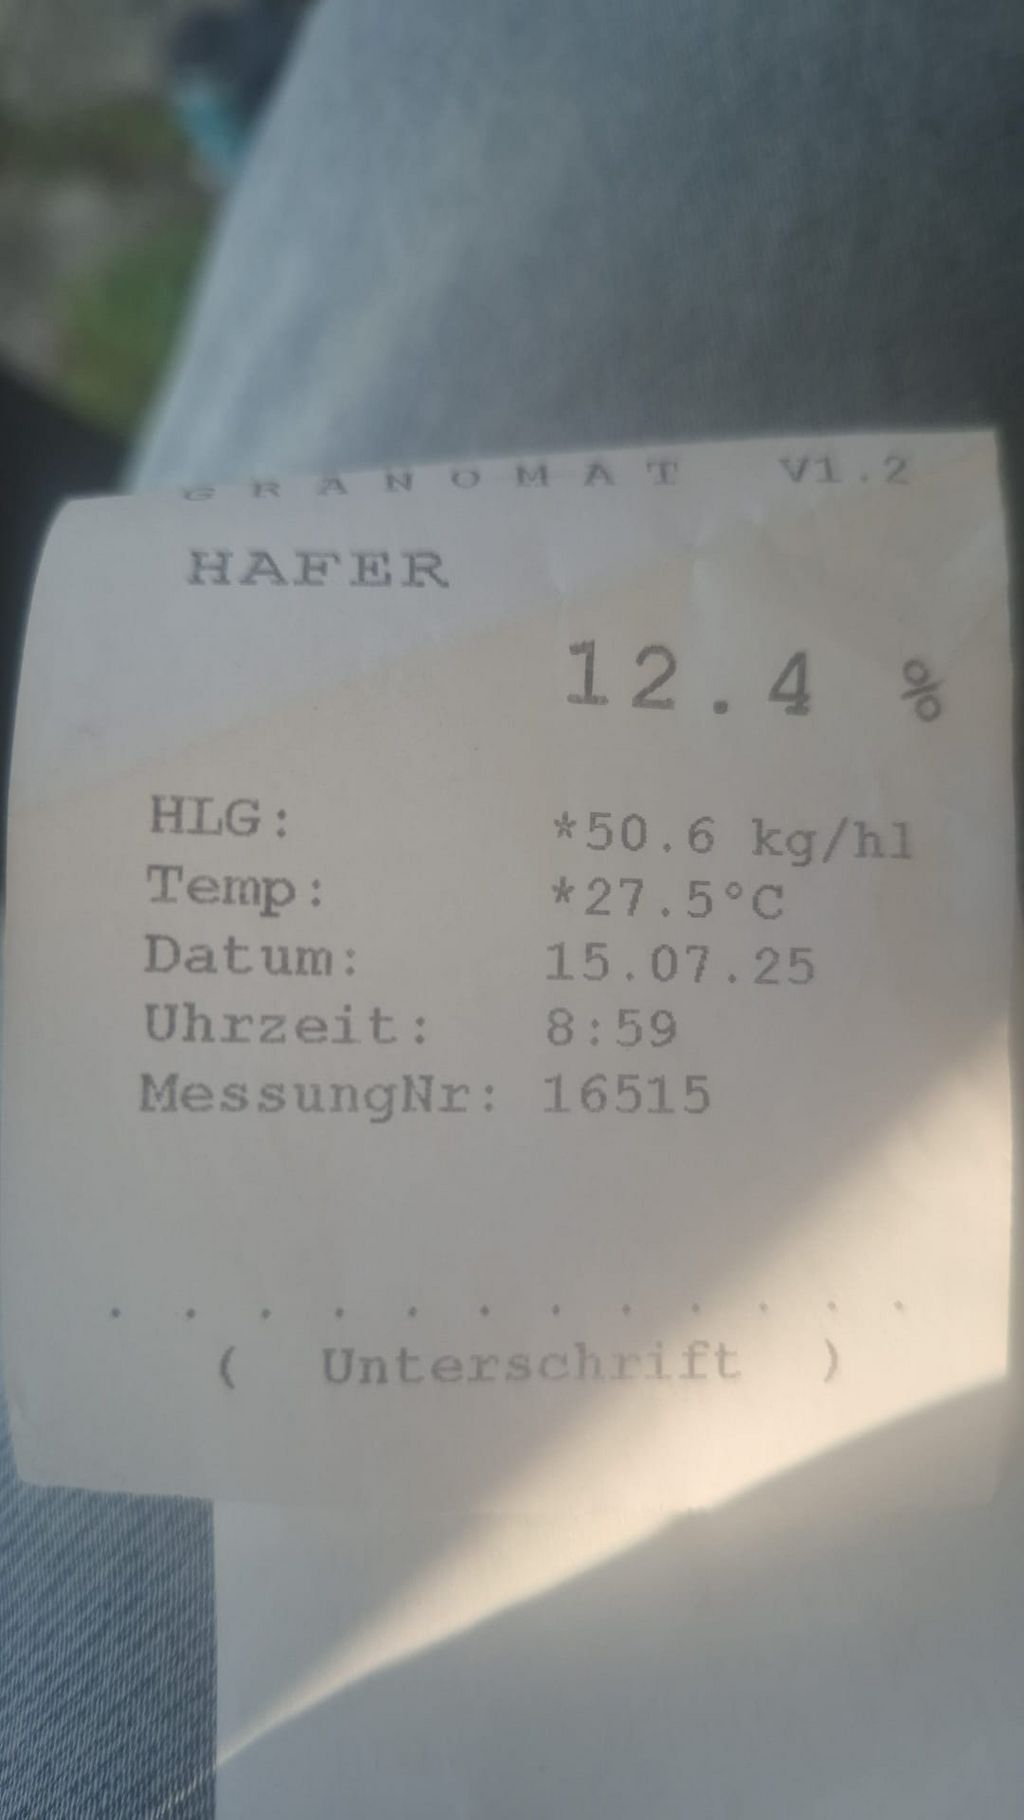 G R A N O M A T V1.2
HAFER
12.4 %
HLG: *50.6 kg/hl
Temp: *27.5°C
Datum: 15.07.25
Uhrzeit: 8:59
MessungNr: 16515
. . . . . . . . . . . .
( Unterschrift )